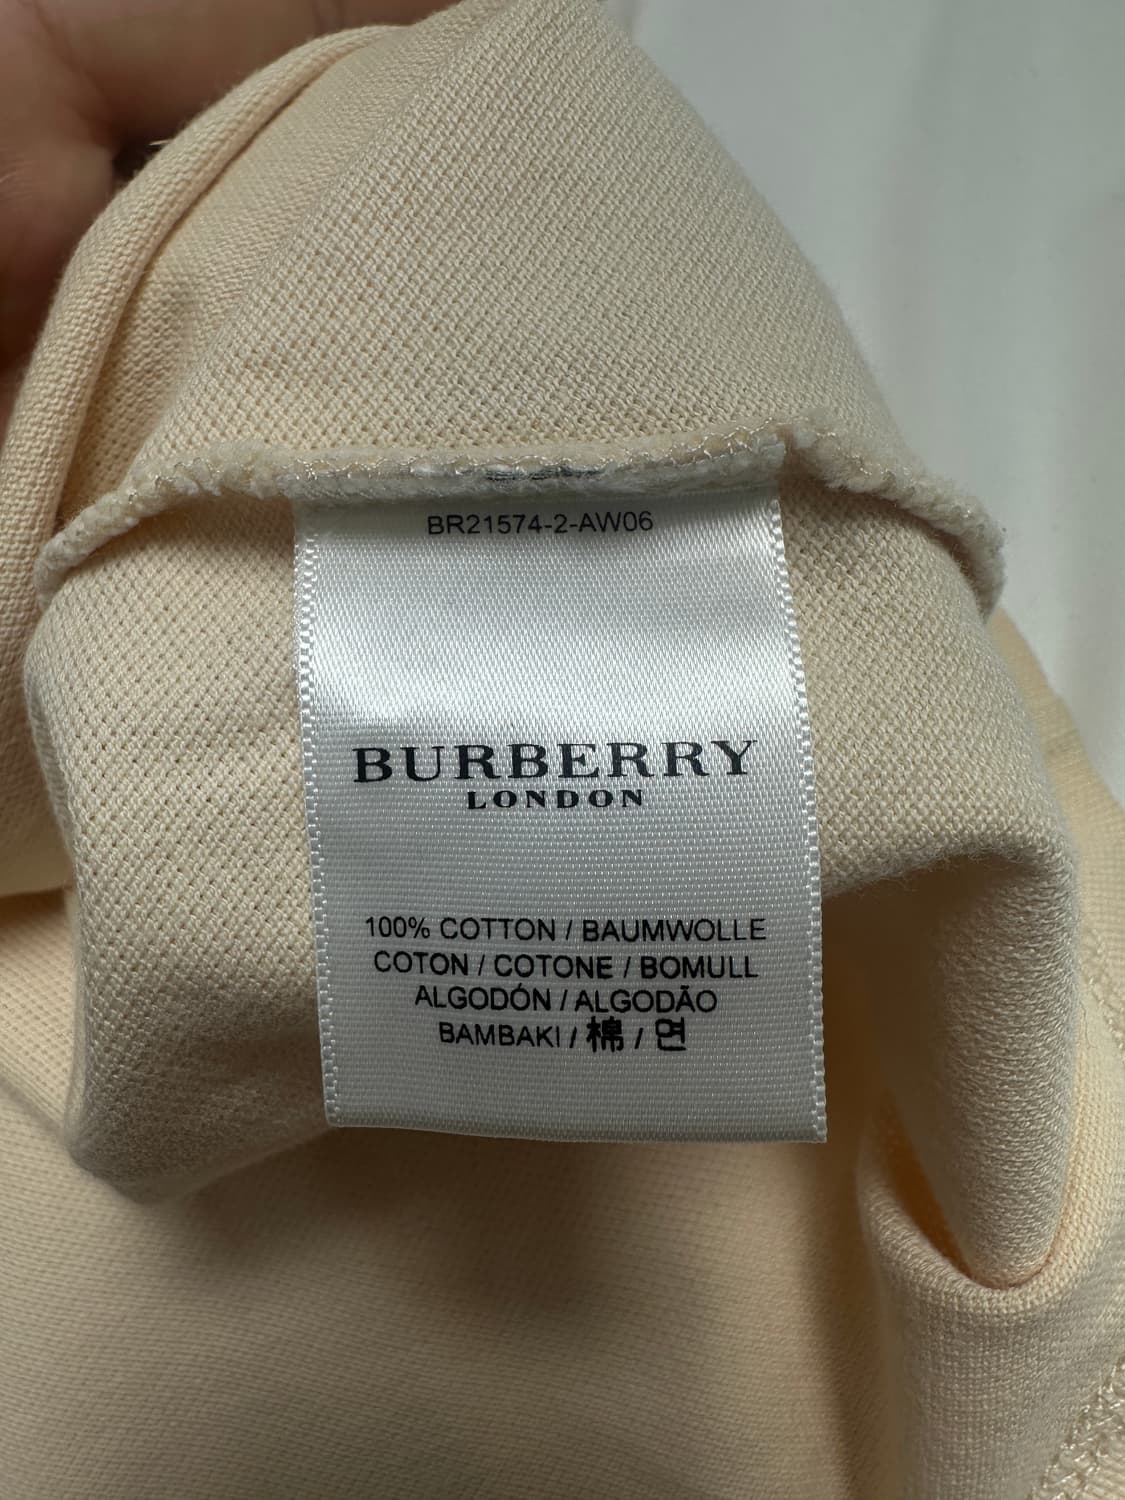 BR21574-2-AW06
BURBERRY
LONDON
100% COTTON / BAUMWOLLE
COTON / COTONE / BOMULL
ALGODÓN / ALGODÃO
BAMBAKI / 棉 / 면